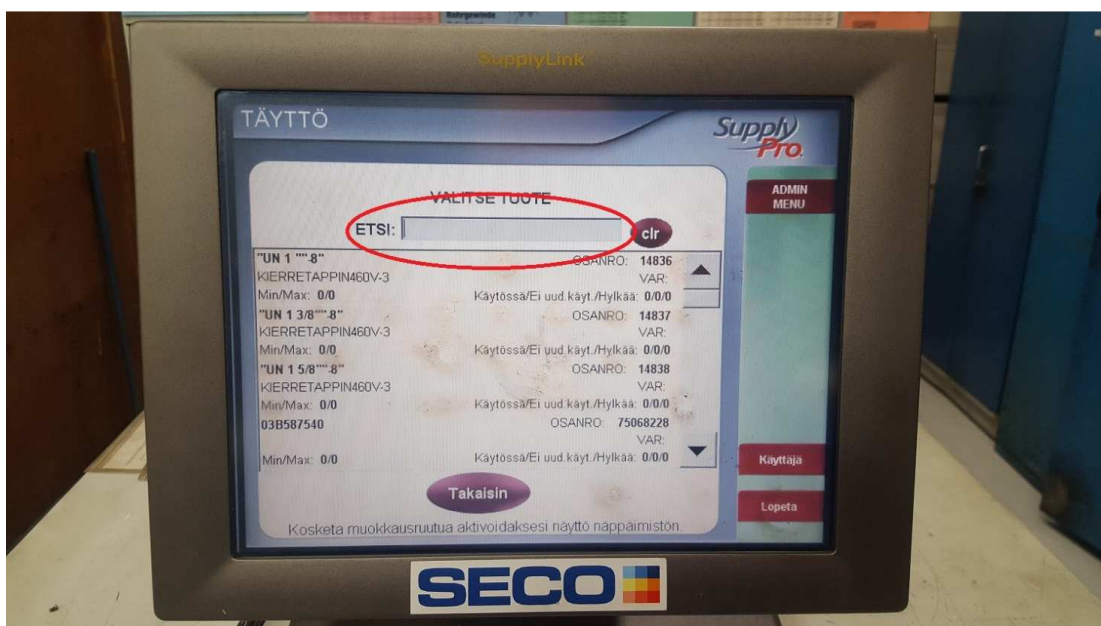 Rohrgewinde
SupplyLink
TÄYTTÖ
Supply
Pro.
ADMIN
MENU
VALITSE TUOTE
ETSI:
clr
"UN 1 """-8" OSANRO: 14836
KIERRETAPPIN460V-3 VAR:
Min/Max: 0/0 Käytössä/Ei uud.käyt./Hylkää: 0/0/0
"UN 1 3/8"""-8" OSANRO: 14837
KIERRETAPPIN460V-3 VAR:
Min/Max: 0/0 Käytössä/Ei uud.käyt./Hylkää: 0/0/0
"UN 1 5/8"""-8" OSANRO: 14838
KIERRETAPPIN460V-3 VAR:
Min/Max: 0/0 Käytössä/Ei uud.käyt./Hylkää: 0/0/0
03B587540 OSANRO: 75068228
VAR:
Min/Max: 0/0 Käytössä/Ei uud.käyt./Hylkää: 0/0/0
Käyttäjä
Takaisin
Lopeta
Kosketa muokkausruutua aktivoidaksesi näyttö näppäimistön.
SECO